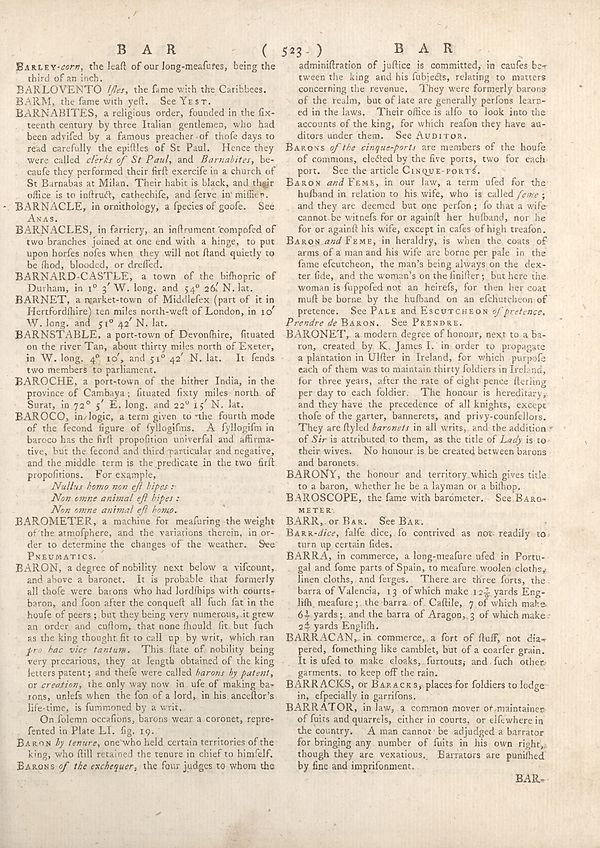 B A R ( 523 ) B A R
BARLEY-corn, the leaſt of our long-meaſures, being the
third of an inch.
BARLOVENTO Iſles, the ſame with the Caribbees.
BARM, the ſame with yeſt. See YEST.
BARNABITES, a religious order, founded in the ſix-
teenth century by three Italian gentlemen, who had
been adviſed by a famous preacher of thoſe days to
read carefully the epiſtles of St Paul. Hence they
were called clerks of St Paul, and Barnabites, be-
cauſe they performed their firſt exerciſe in a church of
St Barnabas at Milan. Their habit is black, and their
office is to inſtruct, catechiſe, and ſerve in miſſion.
BARNACLE, in ornithology, a ſpecies of gooſe. See
ANAS.
BARNACLES, in farriery, an inſtrument compoſed of
two branches joined at one end with a hinge, to put
upon horſes noſes when they will not ſtand quietly to
be ſhod, blooded, or dreſſed.
BARNARD-CASTLE, a town of the biſhopric of
Durham, in 1° 3′ W. long. and 54° 26′ N. lat.
BARNET, a market-town of Middleſex (part of it in
Hertfordſhire) ten miles north-weſt of London, in 10′
W. long. and 51° 42′ N. lat.
BARNSTABLE, a port-town of Devonſhire, ſituated
on the river Tan, about thirty miles north of Exeter,
in W. long. 4° 10′, and 51° 42′ N. lat. It ſends
two members to parliament.
BAROCHE, a port-town of the hither India, in the
province of Cambaya; ſituated ſixty miles north of
Surat, in 72° 5′ E. long. and 22° 15′ N. lat.
BAROCO, in logic, a term given to the fourth mode
of the ſecond figure of ſyllogiſms. A ſyllogiſm in
baroco has the firſt propoſition univerſal and affirma-
tive, but the ſecond and third particular and negative,
and the middle term is the predicate in the two firſt
propoſitions. For example,
Nullus homo non eſt bipes:
Non omne animal eſt bipes:
Non omne animal eſt homo.
BAROMETER, a machine for meaſuring the weight
of the atmoſphere, and the variations therein, in or-
der to determine the changes of the weather. See
PNEUMATICS.
BARON, a degree of nobility next below a viſcount,
and above a baronet. It is probable that formerly
all thoſe were barons who had lordſhips with courts-
baron, and ſoon after the conqueſt all ſuch ſat in the
houſe of peers; but they being very numerous, it grew
an order and cuſtom, that none ſhould ſit but ſuch
as the king thought fit to call up by writ, which ran
pro hac vice tantum. This ſtate of nobility being
very precarious, they at length obtained of the king
letters patent; and theſe were called barons by patent,
or creation, the only way now in uſe of making ba-
rons, unleſs when the ſon of a lord, in his anceſtor's
life-time, is ſummoned by a writ.
On ſolemn occaſions, barons wear a coronet, repre-
ſented in Plate LI. fig. 19.
BARON by tenure, one who held certain territories of the
king, who ſtill retained the tenure in chief to himſelf.
BARONS of the exchequer, the four judges to whom the
adminiſtration of juſtice is committed, in cauſes be-
tween the king and his ſubjects, relating to matters
concerning the revenue. They were formerly barons
of the realm, but of late are generally perſons learn-
ed in the laws. Their office is alſo to look into the
accounts of the king, for which reaſon they have au-
ditors under them. See AUDITOR.
BARONS of the cinque-ports are members of the houſe
of commons, elected by the five ports, two for each
port. See the article CINQUE-PORTS.
BARON and FEME, in our law, a term uſed for the
huſband in relation to his wife, who is called feme;
and they are deemed but one perſon; ſo that a wife
cannot be witneſs for or againſt her huſband, nor he
for or againſt his wife, except in caſes of high treaſon.
BARON and FEME, in heraldry, is when the coats of
arms of a man and his wife are borne per pale in the
ſame eſcutcheon, the man's being always on the dex-
ter ſide, and the woman's on the ſiniſter; but here the
woman is ſuppoſed not an heireſs, for then her coat
muſt be borne by the huſband on an eſchutcheon of
pretence. See PALE and ESCUTCHEON of pretence.
Prendre de BARON. See PRENDRE.
BARONET, a modern degree of honour, next to a ba-
ron, created by K. James I. in order to propagate
a plantation in Ulſter in Ireland, for which purpoſe
each of them was to maintain thirty ſoldiers in Ireland,
for three years, after the rate of eight pence ſterling
per day to each ſoldier. The honour is hereditary,
and they have the precedence of all knights, except
thoſe of the garter, bannerets, and privy-counſellors.
They are ſtyled baronets in all writs, and the addition
of Sir is attributed to them, as the title of Lady is to
their wives. No honour is be created between barons
and baronets.
BARONY, the honour and territory which gives title
to a baron, whether he be a layman or a biſhop.
BAROSCOPE, the ſame with barometer. See BARO-
METER.
BARR, or BAR. See BAR.
BARR-dice, falſe dice, ſo contrived as not readily to
turn up certain ſides.
BARRA, in commerce, a long-meaſure uſed in Portu-
gal and ſome parts of Spain, to meaſure woolen cloths,
linen cloths, and ſerges. There are three ſorts, the
barra of Valencia, 13 of which make 12 6/7 yards Eng-
liſh meaſure; the barra of Caſtile, 7 of which make
6 4/7 yards; and the barra of Aragon, 3 of which make
2 4/7 yards Engliſh.
BARRACAN, in commerce, a ſort of ſtuff, not dia-
pered, ſomething like camblet, but of a coarſer grain.
It is uſed to make cloaks, ſurtouts, and ſuch other
garments, to keep off the rain.
BARRACKS, or BARACKS, places for ſoldiers to lodge
in, eſpecially in garriſons.
BARRATOR, in law, a common mover or maintainer
of ſuits and quarrels, either in courts, or elſewhere in
the country. A man cannot be adjudged a barrator
for bringing any number of ſuits in his own right,
though they are vexatious. Barrators are puniſhed
by fine and impriſonment.
BAR-